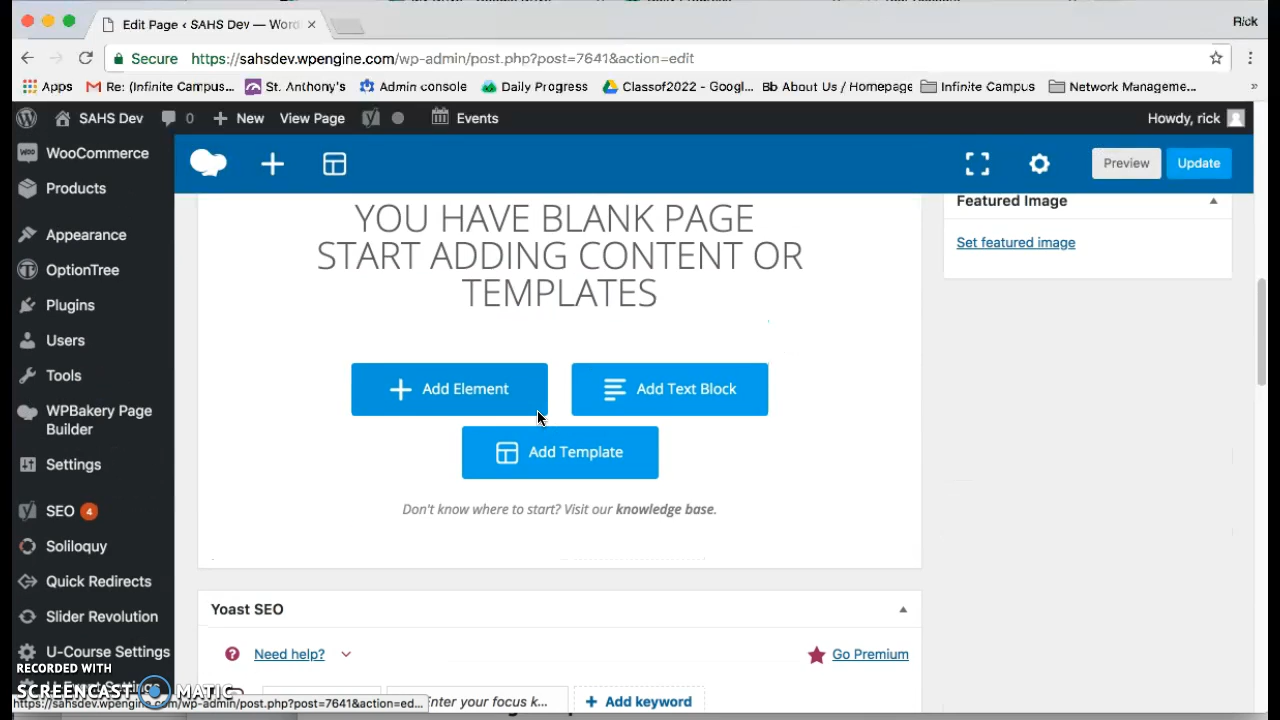 Edit Page ‹ SAHS Dev — Word
Rick
Secure https://sahsdev.wpengine.com/wp-admin/post.php?post=7641&action=edit
Apps Re: (Infinite Campus... St. Anthony's Admin console Daily Progress Classof2022 - Googl... Bb About Us / Homepage Infinite Campus Network Manageme... »
SAHS Dev 0 New View Page Events Howdy, rick
WooCommerce
Products
Appearance
OptionTree
Plugins
Users
Tools
WPBakery Page
Builder
Settings
SEO 4
Soliloquy
Quick Redirects
Slider Revolution
U-Course Settings
U-Event Settings
Preview Update
YOU HAVE BLANK PAGE
START ADDING CONTENT OR
TEMPLATES
Add Element Add Text Block
Add Template
Don't know where to start? Visit our knowledge base.
Featured Image
Set featured image
Yoast SEO
Need help? Go Premium
Enter your focus k... + Add keyword
RECORDED WITH
SCREENCAST MATIC
https://sahsdev.wpengine.com/wp-admin/post.php?post=7641&action=ed...